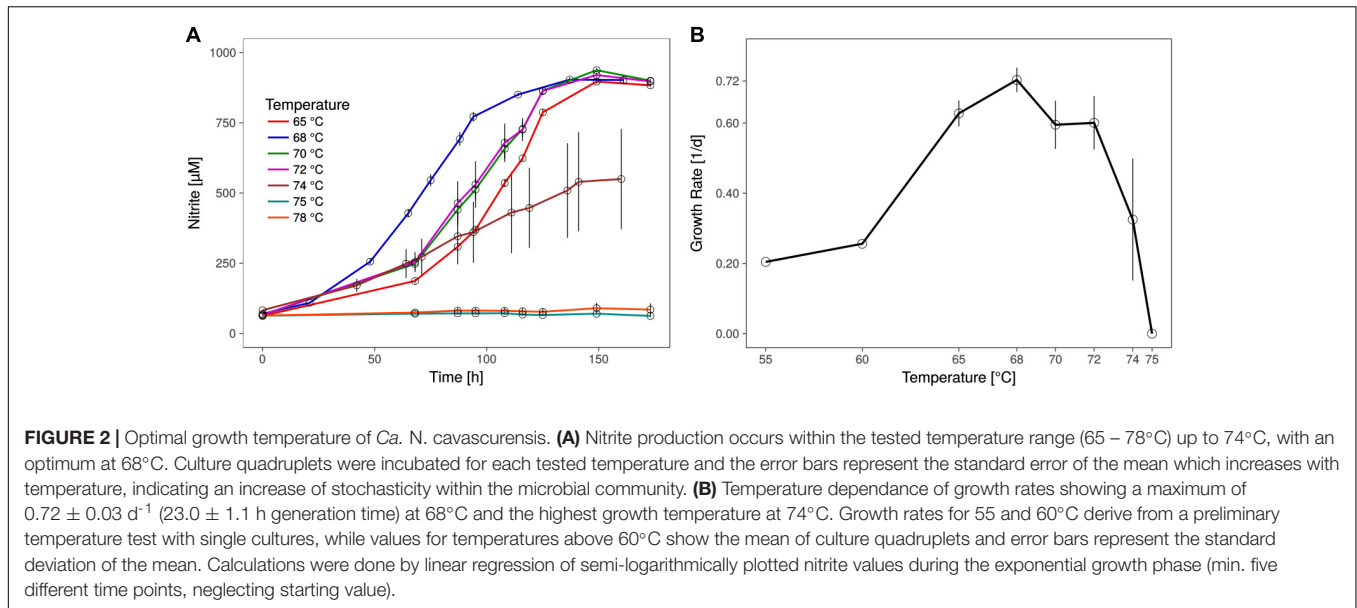 A
1000
750
500
250
0
Nitrite [µM]
Temperature
65 °C
68 °C
70 °C
72 °C
74 °C
75 °C
78 °C
0 50 100 150
Time [h]
B
0.72
0.40
0.20
0.00
Growth Rate [1/d]
55 60 65 68 70 72 74 75
Temperature [°C]
FIGURE 2 | Optimal growth temperature of Ca. N. cavascurensis. (A) Nitrite production occurs within the tested temperature range (65 – 78°C) up to 74°C, with an
optimum at 68°C. Culture quadruplets were incubated for each tested temperature and the error bars represent the standard error of the mean which increases with
temperature, indicating an increase of stochasticity within the microbial community. (B) Temperature dependance of growth rates showing a maximum of
0.72 ± 0.03 d⁻¹ (23.0 ± 1.1 h generation time) at 68°C and the highest growth temperature at 74°C. Growth rates for 55 and 60°C derive from a preliminary
temperature test with single cultures, while values for temperatures above 60°C show the mean of culture quadruplets and error bars represent the standard
deviation of the mean. Calculations were done by linear regression of semi-logarithmically plotted nitrite values during the exponential growth phase (min. five
different time points, neglecting starting value).